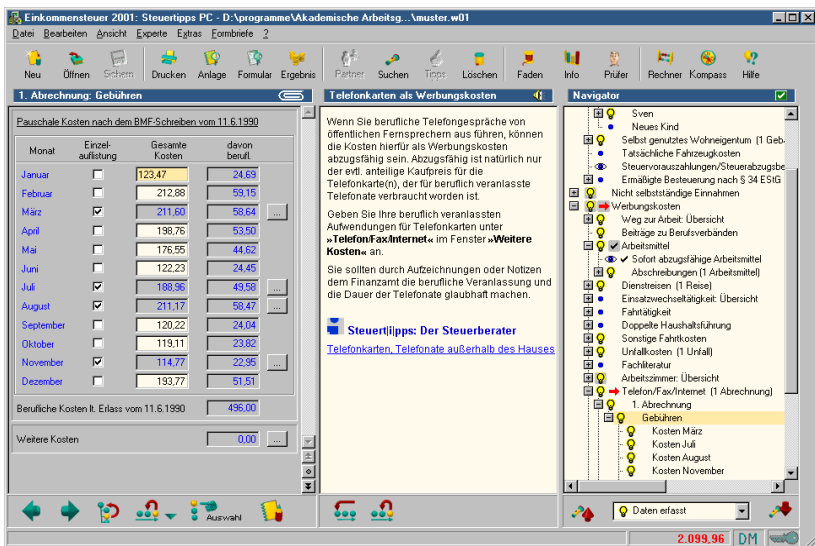 Einkommensteuer 2001: Steuertipps PC - D:\programme\Akademische Arbeitsg...\muster.w01
Datei Bearbeiten Ansicht Experte Extras Formbriefe ?
Neu Öffnen Sichern Drucken Anlage Formular Ergebnis Partner Suchen Tipps Löschen Faden Info Prüfer Rechner Kompass Hilfe
1. Abrechnung: Gebühren
Pauschale Kosten nach dem BMF-Schreiben vom 11.6.1990
Monat Einzel-auflistung Gesamte Kosten davon berufl.
Januar 123,47 24,69
Februar 212,88 59,15
März 211,60 58,64 ...
April 198,76 53,50
Mai 176,55 44,62
Juni 122,23 24,45
Juli 188,96 49,58 ...
August 211,17 58,47 ...
September 120,22 24,04
Oktober 119,11 23,82
November 114,77 22,95 ...
Dezember 193,77 51,51
Berufliche Kosten lt. Erlass vom 11.6.1990 496,00
Weitere Kosten 0,00 ...
Auswahl
Telefonkarten als Werbungskosten
Wenn Sie beruflich Telefongespräche von
öffentlichen Fernsprechern aus führen, können
die Kosten hierfür als Werbungskosten
abzugsfähig sein. Abzugsfähig ist natürlich nur
der evtl. anteilige Kaufpreis für die
Telefonkarte(n), der für beruflich veranlasste
Telefonate verbraucht worden ist.
Geben Sie Ihre beruflich veranlassten
Aufwendungen für Telefonkarten unter
»Telefon/Fax/Internet« im Fenster »Weitere
Kosten« an.
Sie sollten durch Aufzeichnungen oder Notizen
dem Finanzamt die berufliche Veranlassung und
die Dauer der Telefonate glaubhaft machen.
Steuert|i|pps: Der Steuerberater
Telefonkarten, Telefonate außerhalb des Hauses
Navigator
Sven
Neues Kind
Selbst genutztes Wohneigentum (1 Geb.
Tatsächliche Fahrzeugkosten
Steuervorauszahlungen/Steuerabzugsbe
Ermäßigte Besteuerung nach § 34 EStG
Nicht selbstständige Einnahmen
Werbungskosten
Weg zur Arbeit: Übersicht
Beiträge zu Berufsverbänden
Arbeitsmittel
Sofort abzugsfähige Arbeitsmittel
Abschreibungen (1 Arbeitsmittel)
Dienstreisen (1 Reise)
Einsatzwechseltätigkeit: Übersicht
Fahrtätigkeit
Doppelte Haushaltsführung
Sonstige Fahrtkosten
Unfallkosten (1 Unfall)
Fachliteratur
Arbeitszimmer: Übersicht
Telefon/Fax/Internet (1 Abrechnung)
1. Abrechnung
Gebühren
Kosten März
Kosten Juli
Kosten August
Kosten November
Daten erfasst
2.099,96 DM